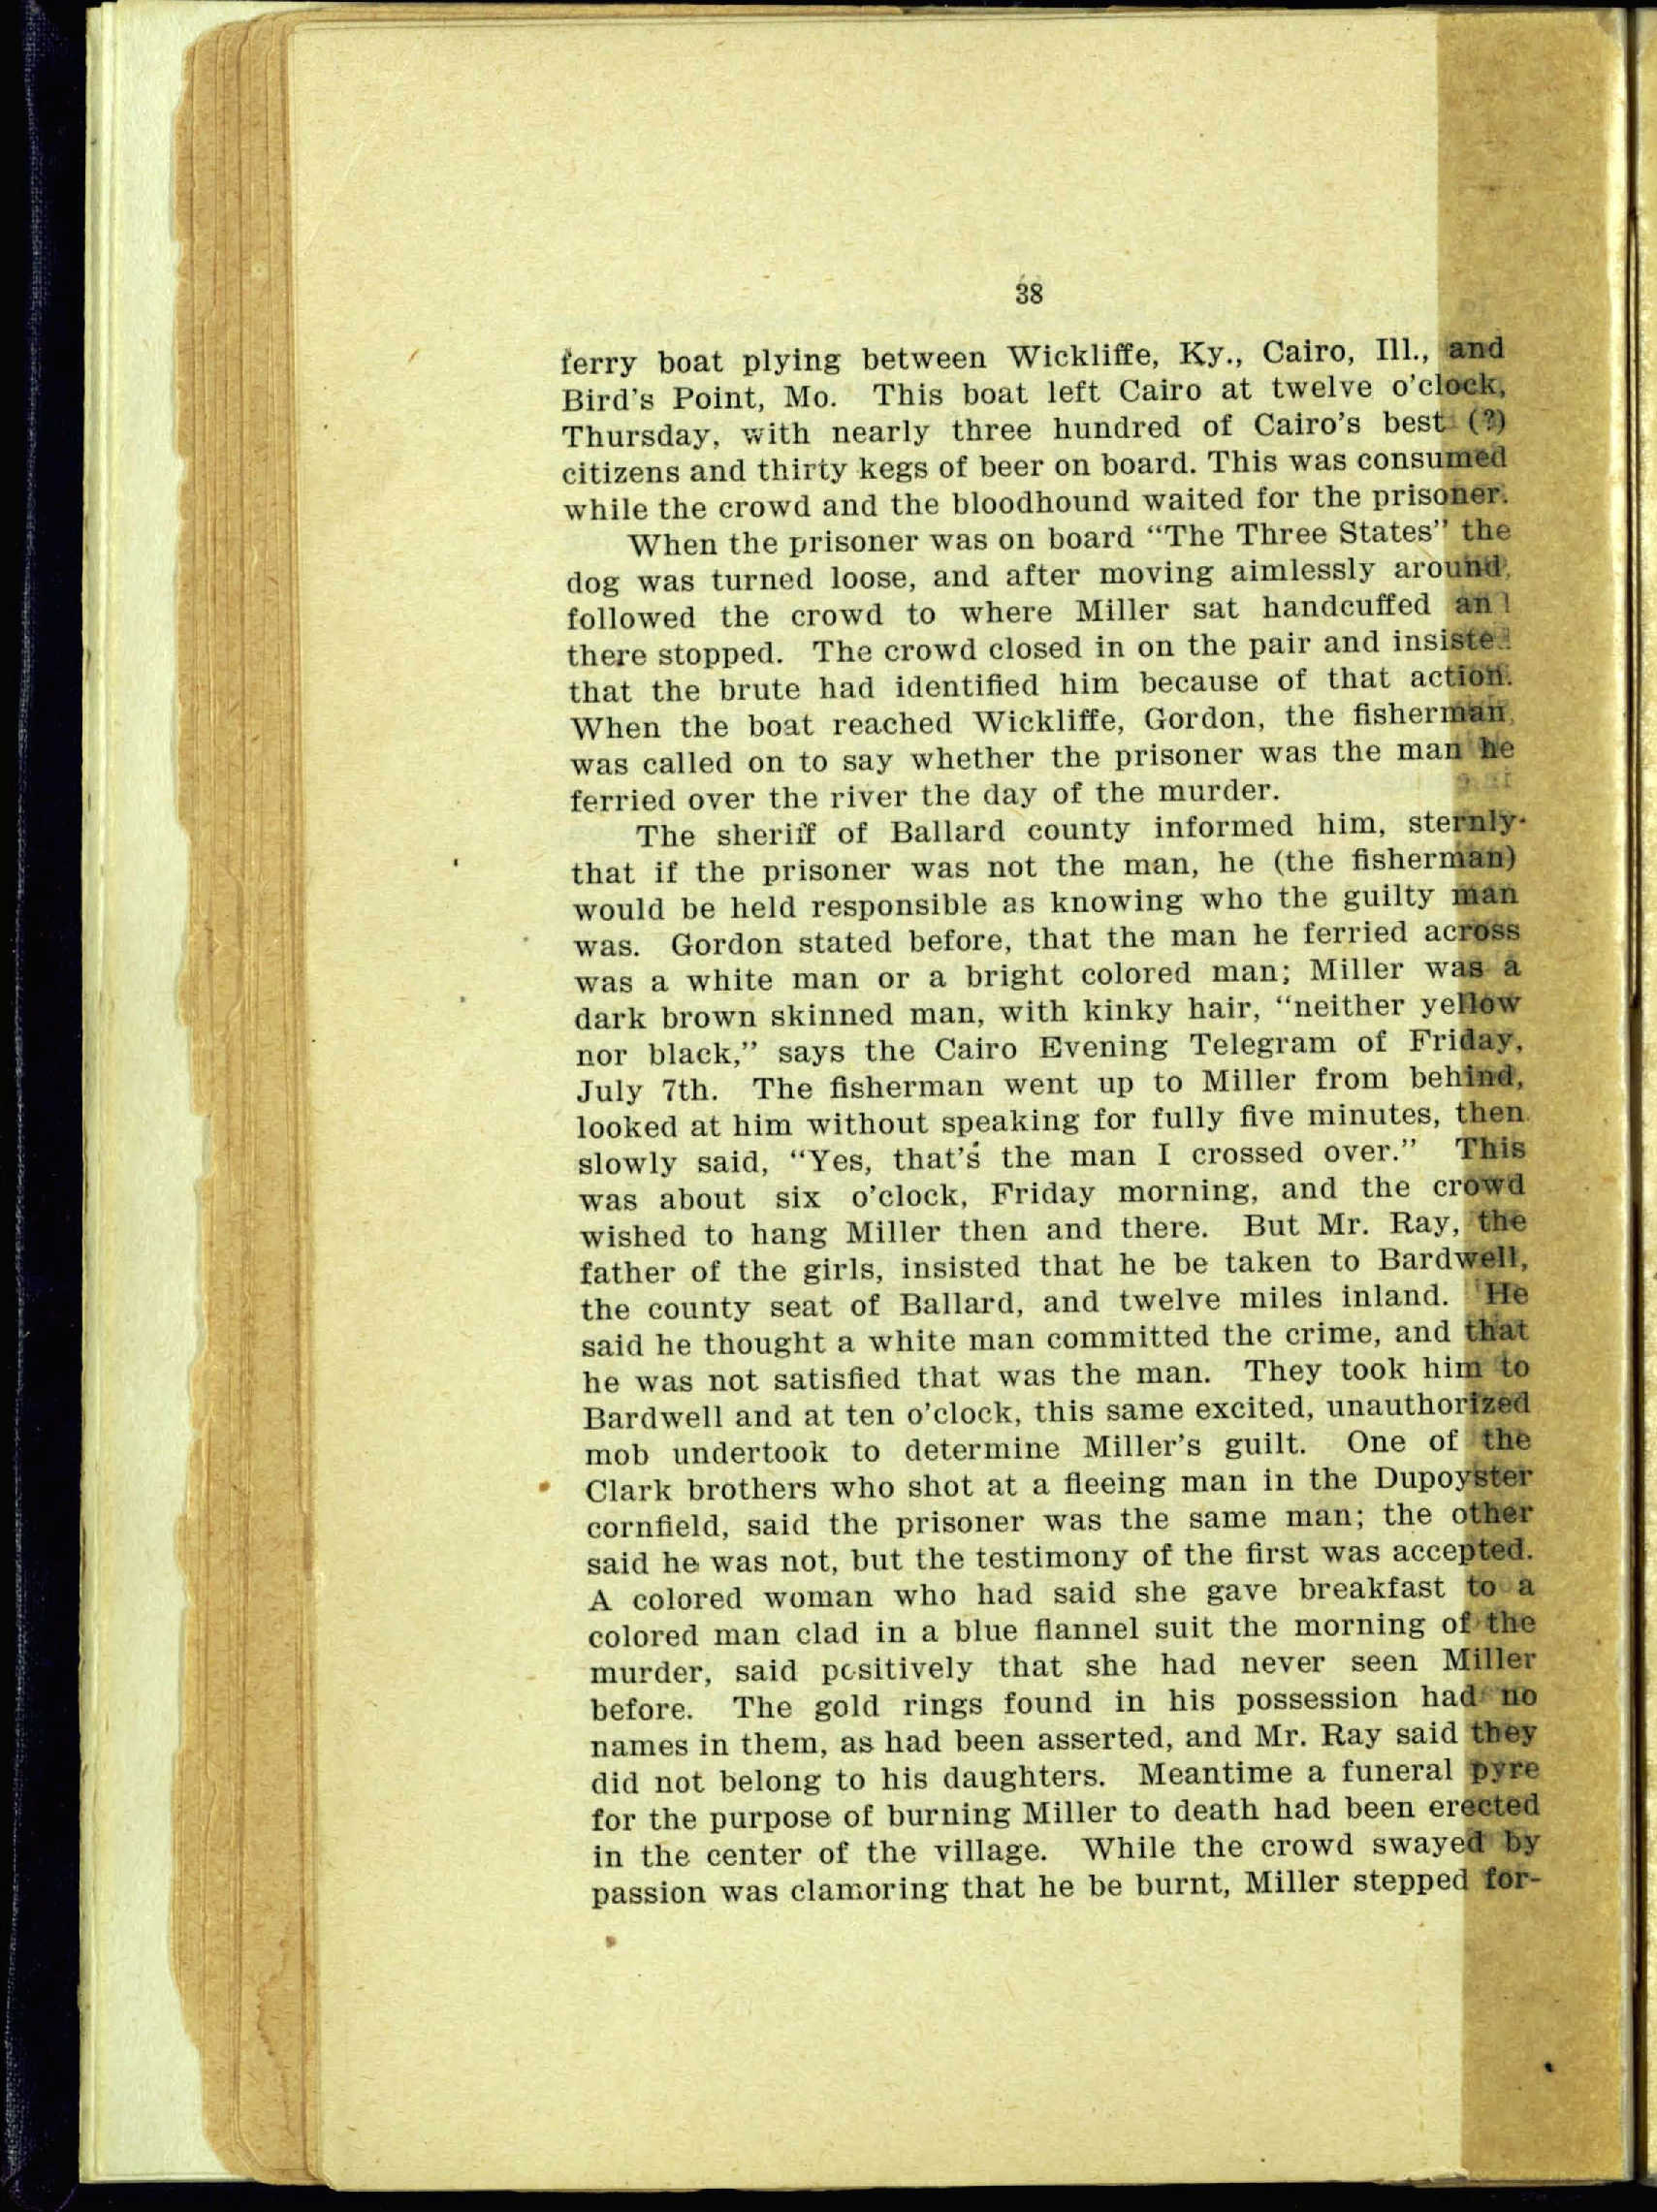 38
ferry boat plying between Wickliffe, Ky., Cairo, Ill., and
Bird's Point, Mo. This boat left Cairo at twelve o'clock,
Thursday, with nearly three hundred of Cairo's best (?)
citizens and thirty kegs of beer on board. This was consumed
while the crowd and the bloodhound waited for the prisoner.
When the prisoner was on board "The Three States" the
dog was turned loose, and after moving aimlessly around,
followed the crowd to where Miller sat handcuffed and
there stopped. The crowd closed in on the pair and insisted
that the brute had identified him because of that action.
When the boat reached Wickliffe, Gordon, the fisherman,
was called on to say whether the prisoner was the man he
ferried over the river the day of the murder.
The sheriff of Ballard county informed him, sternly
that if the prisoner was not the man, he (the fisherman)
would be held responsible as knowing who the guilty man
was. Gordon stated before, that the man he ferried across
was a white man or a bright colored man; Miller was a
dark brown skinned man, with kinky hair, "neither yellow
nor black," says the Cairo Evening Telegram of Friday,
July 7th. The fisherman went up to Miller from behind,
looked at him without speaking for fully five minutes, then
slowly said, "Yes, that's the man I crossed over." This
was about six o'clock, Friday morning, and the crowd
wished to hang Miller then and there. But Mr. Ray, the
father of the girls, insisted that he be taken to Bardwell,
the county seat of Ballard, and twelve miles inland. He
said he thought a white man committed the crime, and that
he was not satisfied that was the man. They took him to
Bardwell and at ten o'clock, this same excited, unauthorized
mob undertook to determine Miller's guilt. One of the
Clark brothers who shot at a fleeing man in the Dupoyster
cornfield, said the prisoner was the same man; the other
said he was not, but the testimony of the first was accepted.
A colored woman who had said she gave breakfast to a
colored man clad in a blue flannel suit the morning of the
murder, said positively that she had never seen Miller
before. The gold rings found in his possession had no
names in them, as had been asserted, and Mr. Ray said they
did not belong to his daughters. Meantime a funeral pyre
for the purpose of burning Miller to death had been erected
in the center of the village. While the crowd swayed by
passion was clamoring that he be burnt, Miller stepped for-